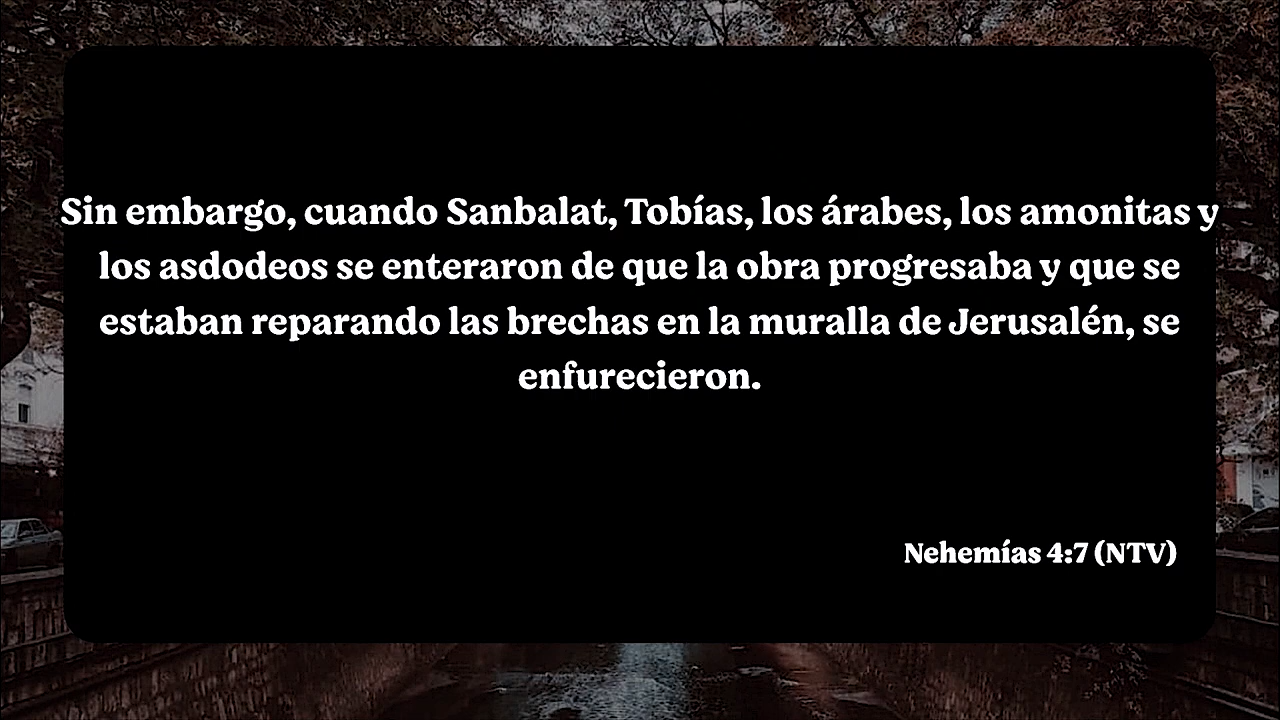 Sin embargo, cuando Sanbalat, Tobías, los árabes, los amonitas y
los asdodeos se enteraron de que la obra progresaba y que se
estaban reparando las brechas en la muralla de Jerusalén, se
enfurecieron.
Nehemías 4:7 (NTV)